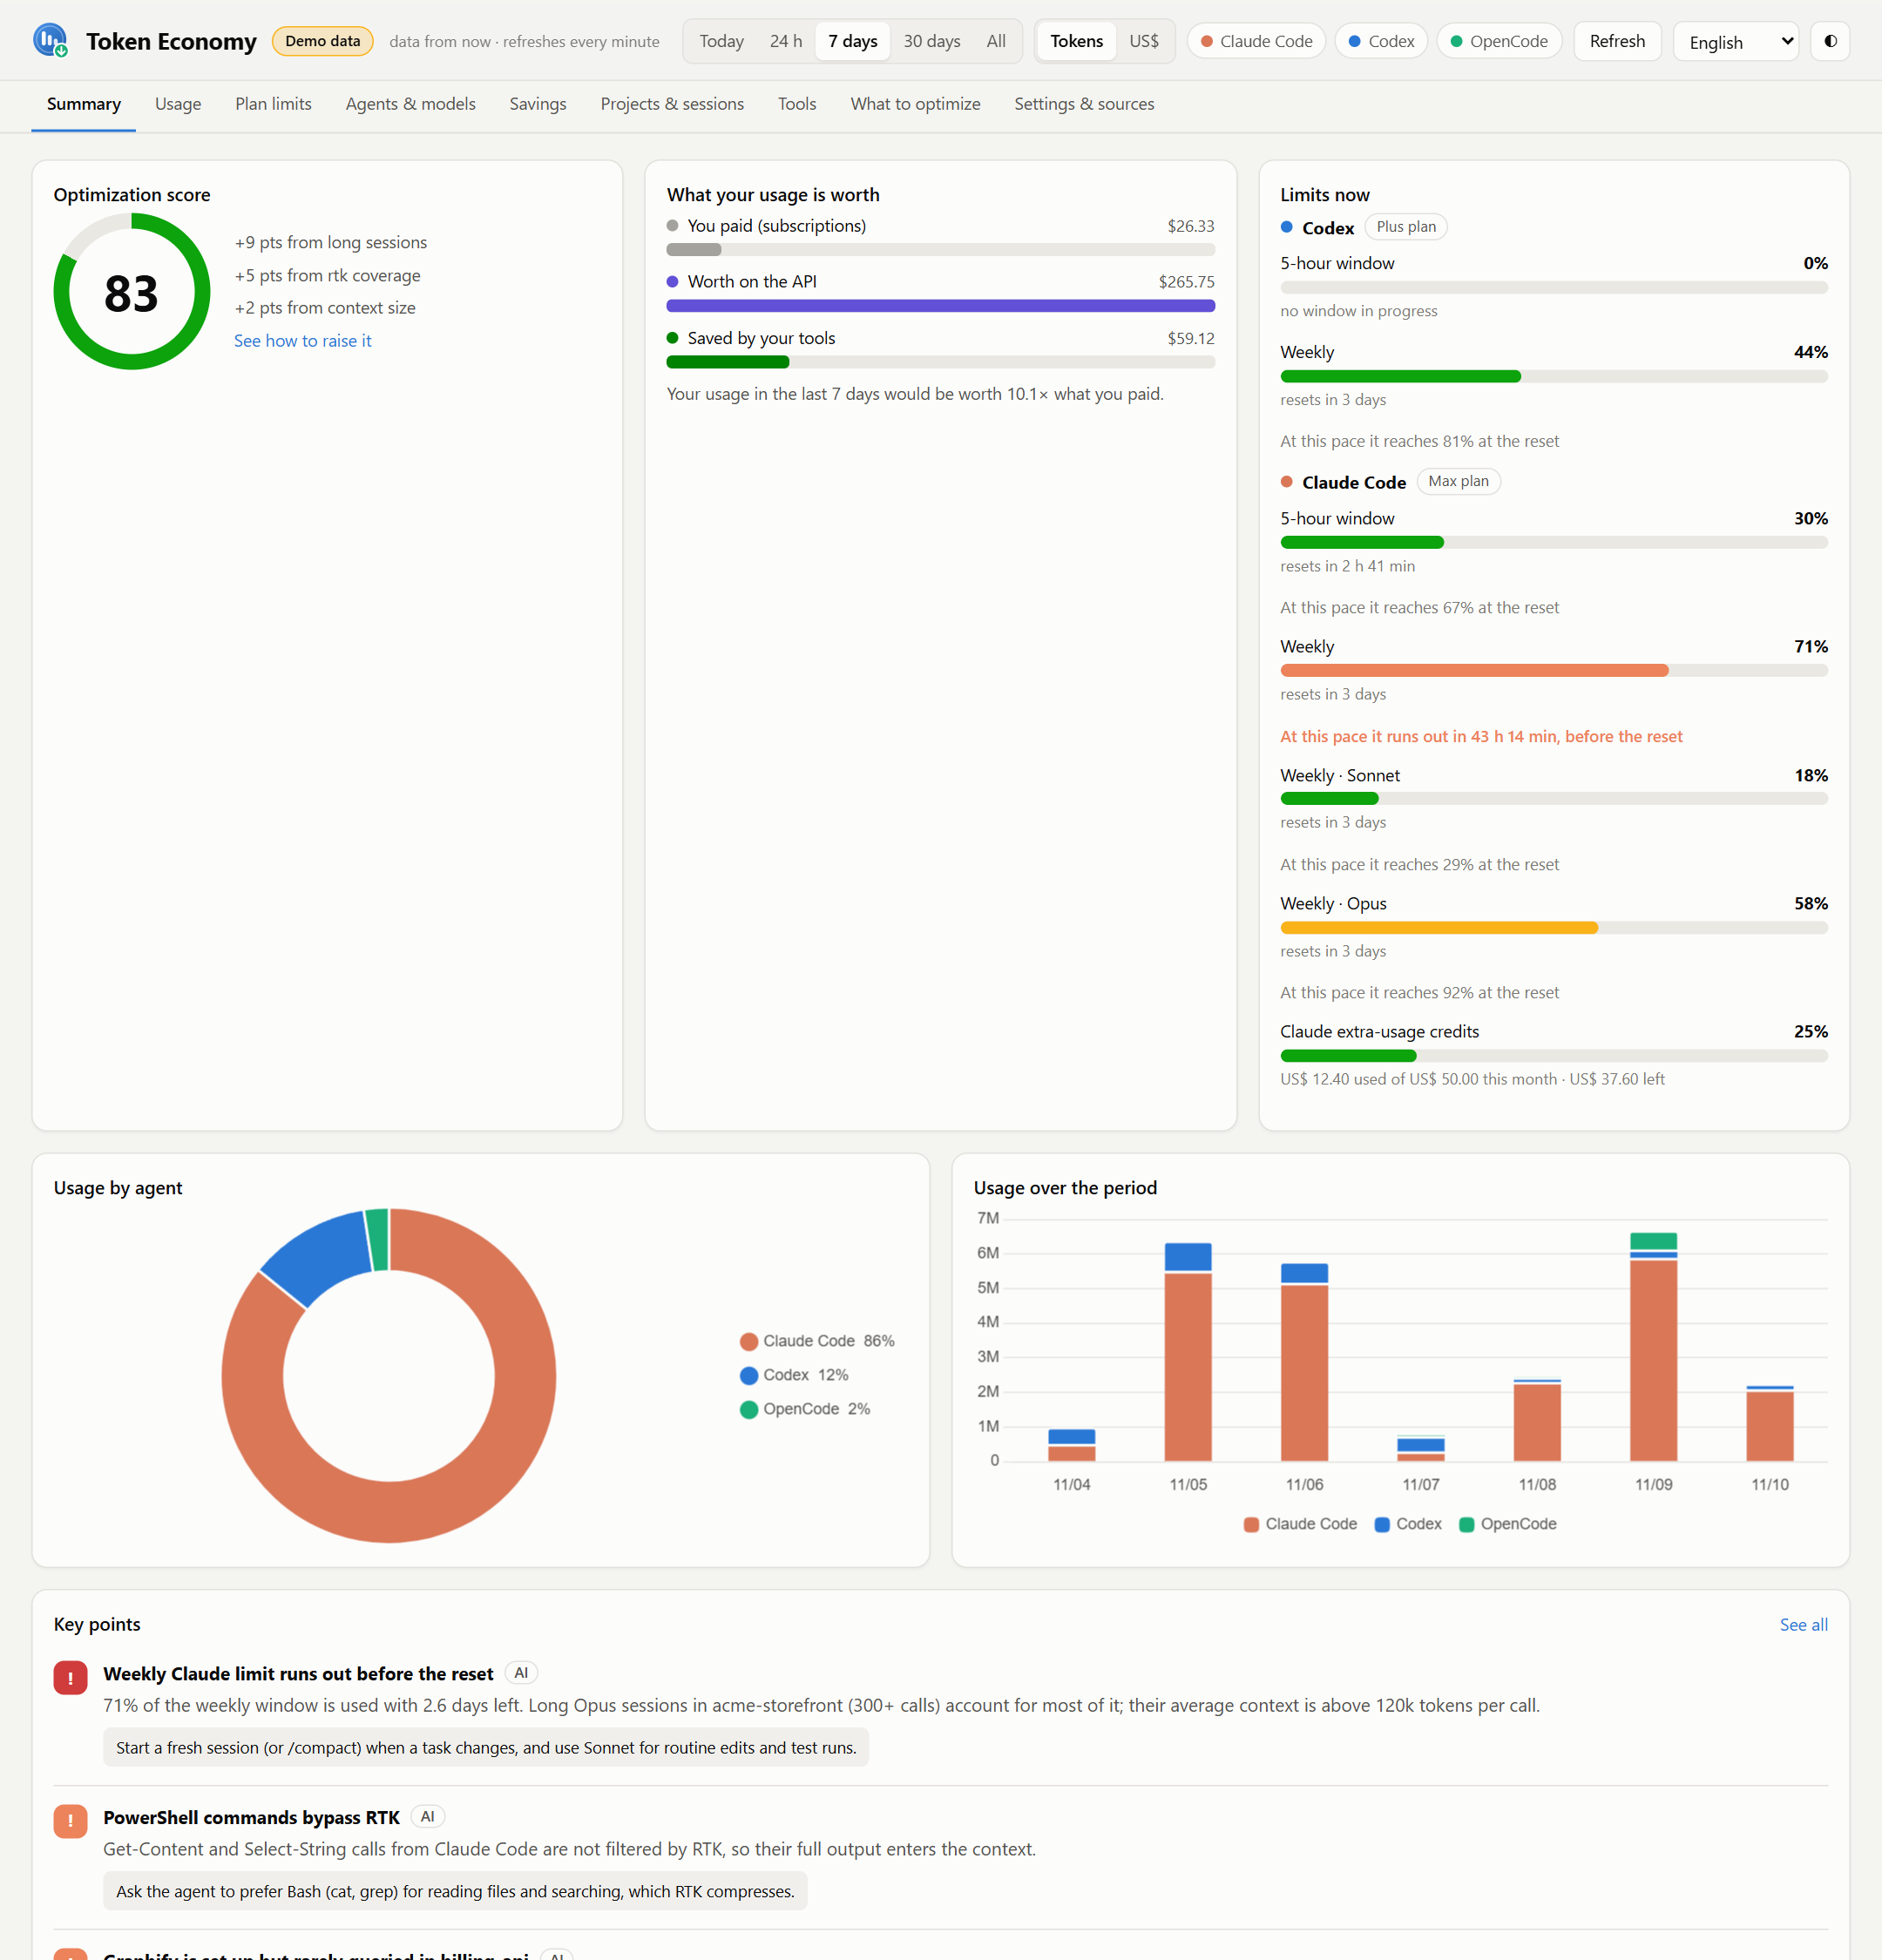 Token Economy
Demo data
data from now · refreshes every minute
Today 24 h 7 days 30 days All
Tokens US$
Claude Code Codex OpenCode
Refresh
English
Summary Usage Plan limits Agents & models Savings Projects & sessions Tools What to optimize Settings & sources
Optimization score
83
+9 pts from long sessions
+5 pts from rtk coverage
+2 pts from context size
See how to raise it
What your usage is worth
You paid (subscriptions) $26.33
Worth on the API $265.75
Saved by your tools $59.12
Your usage in the last 7 days would be worth 10.1× what you paid.
Limits now
Codex Plus plan
5-hour window 0%
no window in progress
Weekly 44%
resets in 3 days
At this pace it reaches 81% at the reset
Claude Code Max plan
5-hour window 30%
resets in 2 h 41 min
At this pace it reaches 67% at the reset
Weekly 71%
resets in 3 days
At this pace it runs out in 43 h 14 min, before the reset
Weekly · Sonnet 18%
resets in 3 days
At this pace it reaches 29% at the reset
Weekly · Opus 58%
resets in 3 days
At this pace it reaches 92% at the reset
Claude extra-usage credits 25%
US$ 12.40 used of US$ 50.00 this month · US$ 37.60 left
Usage by agent
Claude Code 86%
Codex 12%
OpenCode 2%
Usage over the period
7M
6M
5M
4M
3M
2M
1M
0
11/04 11/05 11/06 11/07 11/08 11/09 11/10
Claude Code Codex OpenCode
Key points See all
! Weekly Claude limit runs out before the reset AI
71% of the weekly window is used with 2.6 days left. Long Opus sessions in acme-storefront (300+ calls) account for most of it; their average context is above 120k tokens per call.
Start a fresh session (or /compact) when a task changes, and use Sonnet for routine edits and test runs.
! PowerShell commands bypass RTK AI
Get-Content and Select-String calls from Claude Code are not filtered by RTK, so their full output enters the context.
Ask the agent to prefer Bash (cat, grep) for reading files and searching, which RTK compresses.
Graphify is set up but rarely queried in billing-api AI